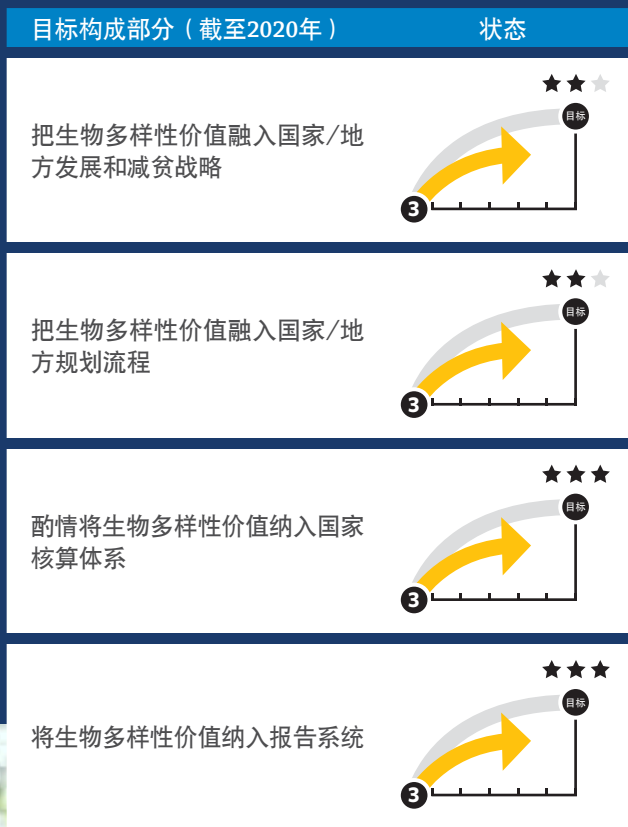 目标构成部分（截至2020年） 状态
把生物多样性价值融入国家/地
方发展和减贫战略
目标
3
把生物多样性价值融入国家/地
方规划流程
目标
3
酌情将生物多样性价值纳入国家
核算体系
目标
3
将生物多样性价值纳入报告系统
目标
3